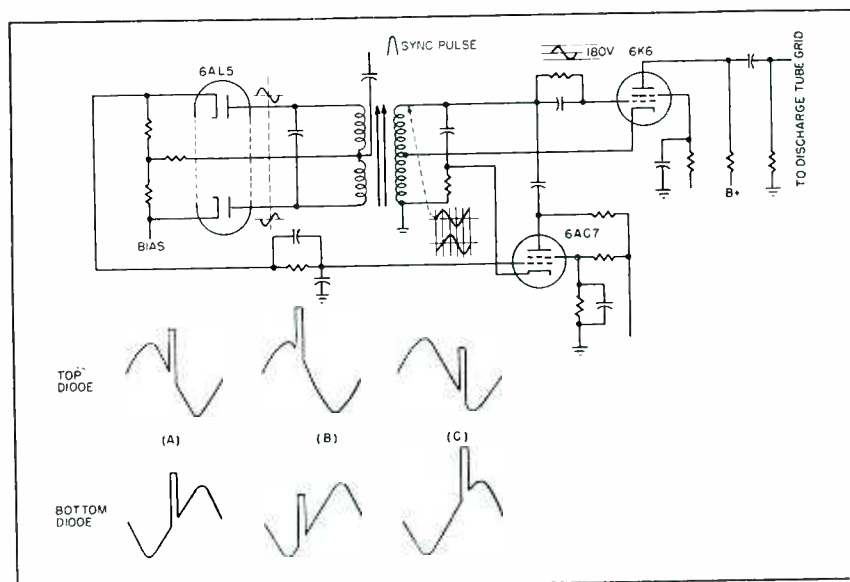 SYNC PULSE
6AL5
180V
6K6
TO DISCHARGE TUBE GRID
B+
BIAS
6AC7
TOP DIODE
(A)
(B)
(C)
BOTTOM DIODE